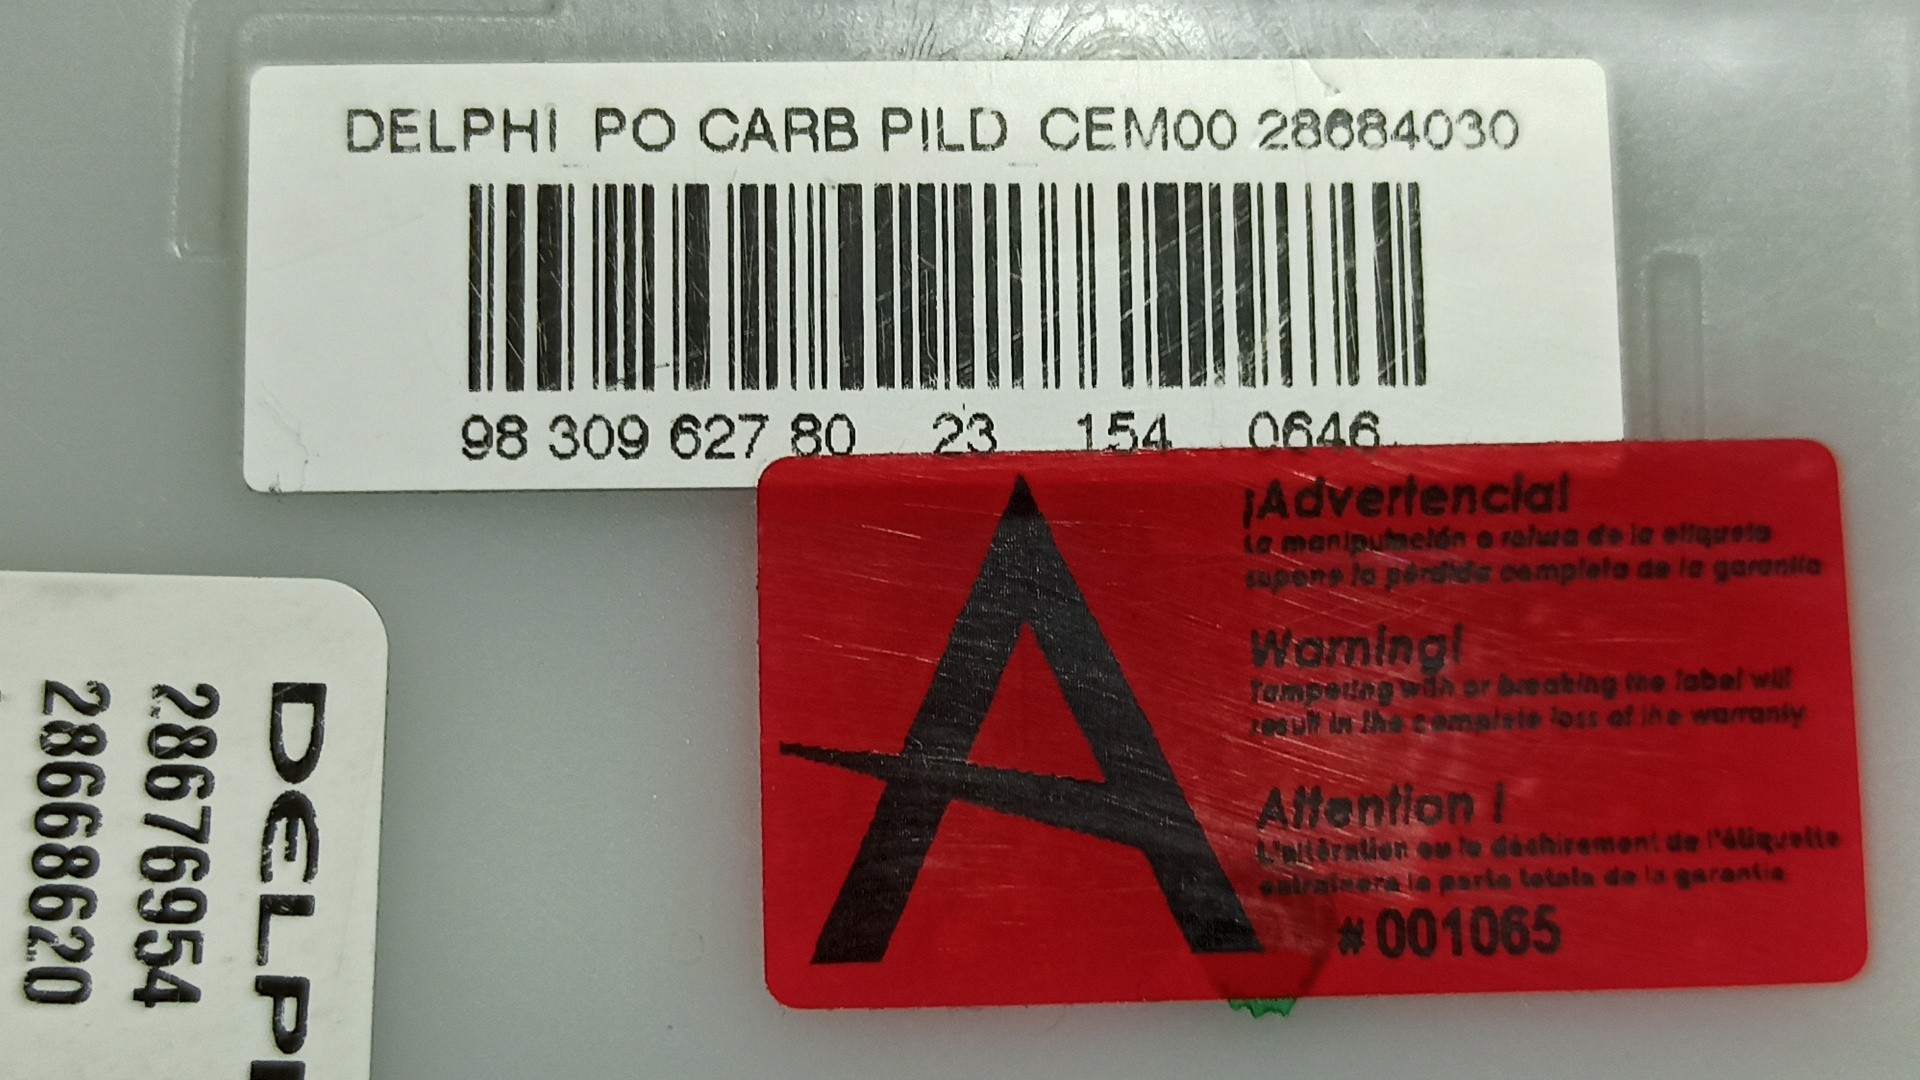 DELPHI PO CARB PILD CEM00 28684030
98 309 627 80 23 154 0646
¡Advertencia!
La manipulación o rotura de la etiqueta
supone la pérdida completa de la garantía
Warning!
Tampering with or breaking the label will
result in the complete loss of the warranty
Attention !
L'altération ou le déchirement de l'étiquette
entraînera la perte totale de la garantie
# 001065
DELPHI
28676954
28668620